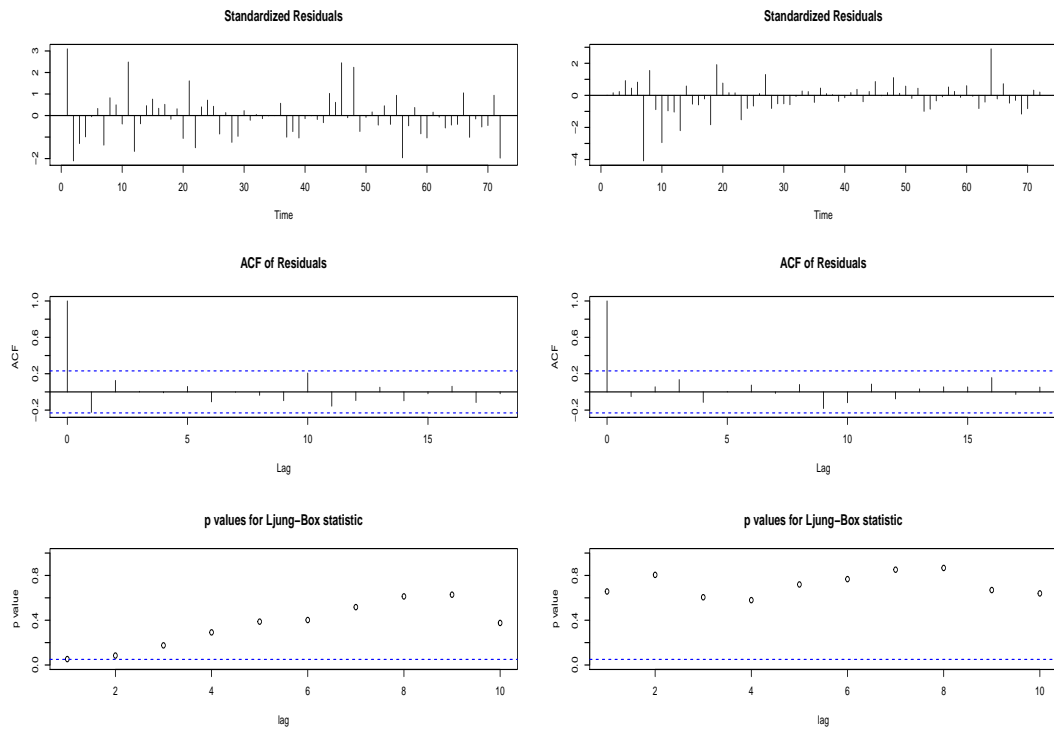 Standardized Residuals
3
2
1
0
−2
0 10 20 30 40 50 60 70
Time
ACF of Residuals
ACF
1.0
0.6
0.2
−0.2
0 5 10 15
Lag
p values for Ljung−Box statistic
p value
0.8
0.4
0.0
2 4 6 8 10
lag
Standardized Residuals
2
0
−2
−4
0 10 20 30 40 50 60 70
Time
ACF of Residuals
ACF
1.0
0.6
0.2
−0.2
0 5 10 15
Lag
p values for Ljung−Box statistic
p value
0.8
0.4
0.0
2 4 6 8 10
lag